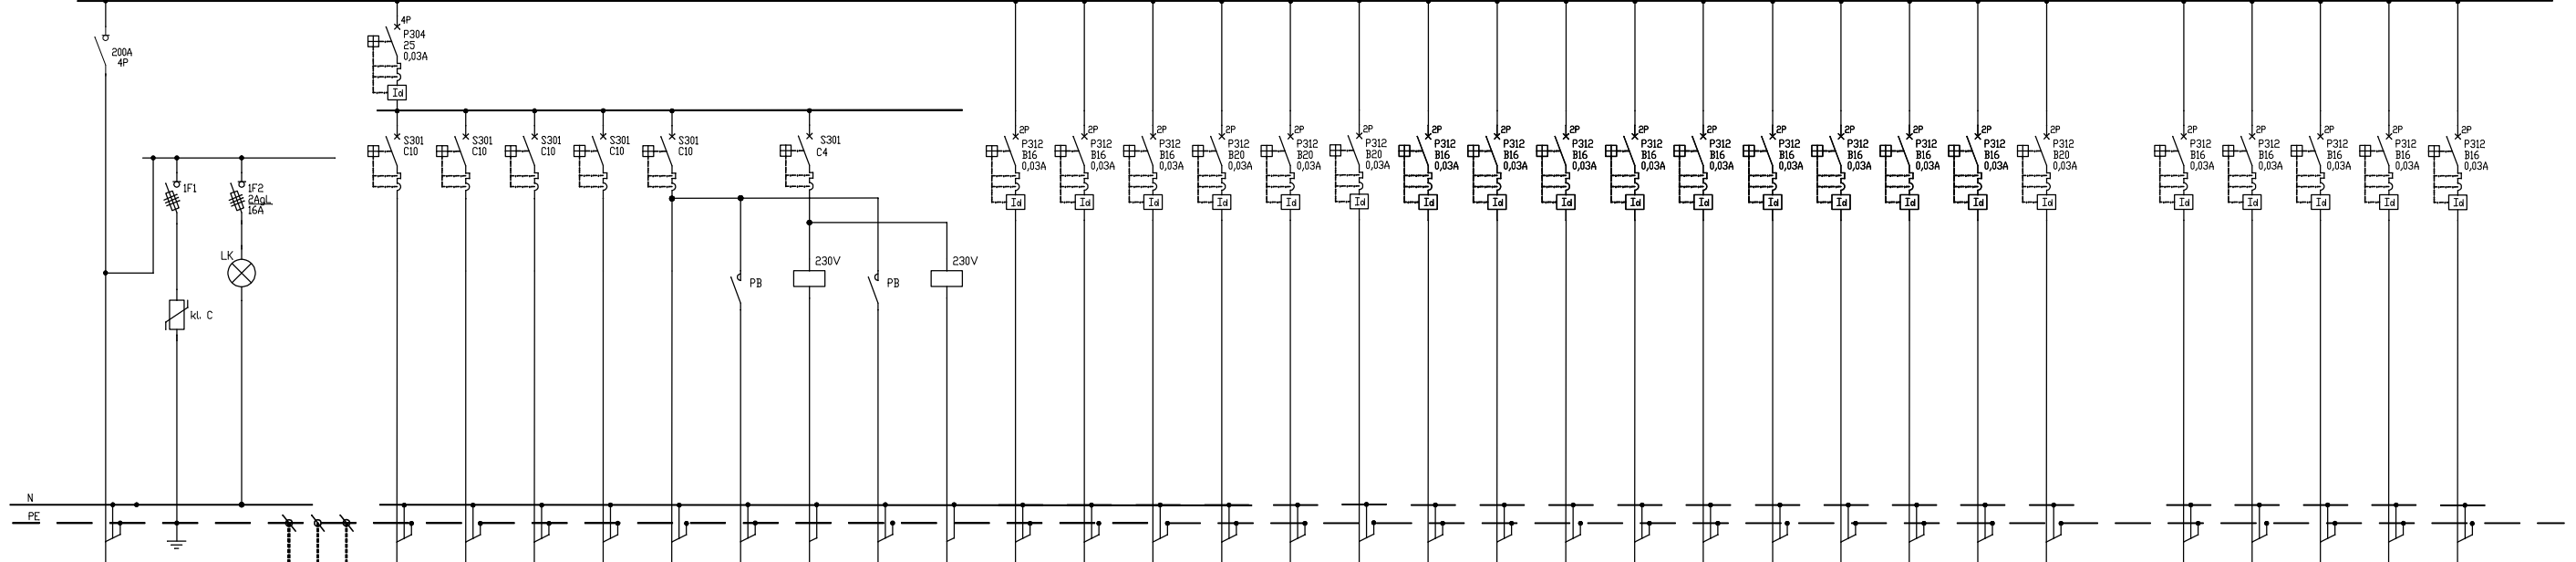 200A
4P
1F1
kl. C
1F2
2AgL
16A
LK
4P
P304
25
0,03A
Id
S301
C10
S301
C10
S301
C10
S301
C10
S301
C10
S301
C4
PB
230V
PB
230V
2P
P312
B16
0,03A
Id
2P
P312
B16
0,03A
Id
2P
P312
B16
0,03A
Id
2P
P312
B20
0,03A
Id
2P
P312
B20
0,03A
Id
2P
P312
B20
0,03A
Id
2P
P312
B16
0,03A
Id
2P
P312
B16
0,03A
Id
2P
P312
B16
0,03A
Id
2P
P312
B16
0,03A
Id
2P
P312
B16
0,03A
Id
2P
P312
B16
0,03A
Id
2P
P312
B16
0,03A
Id
2P
P312
B16
0,03A
Id
2P
P312
B16
0,03A
Id
2P
P312
B20
0,03A
Id
2P
P312
B16
0,03A
Id
2P
P312
B16
0,03A
Id
2P
P312
B16
0,03A
Id
2P
P312
B16
0,03A
Id
2P
P312
B16
0,03A
Id
N
PE